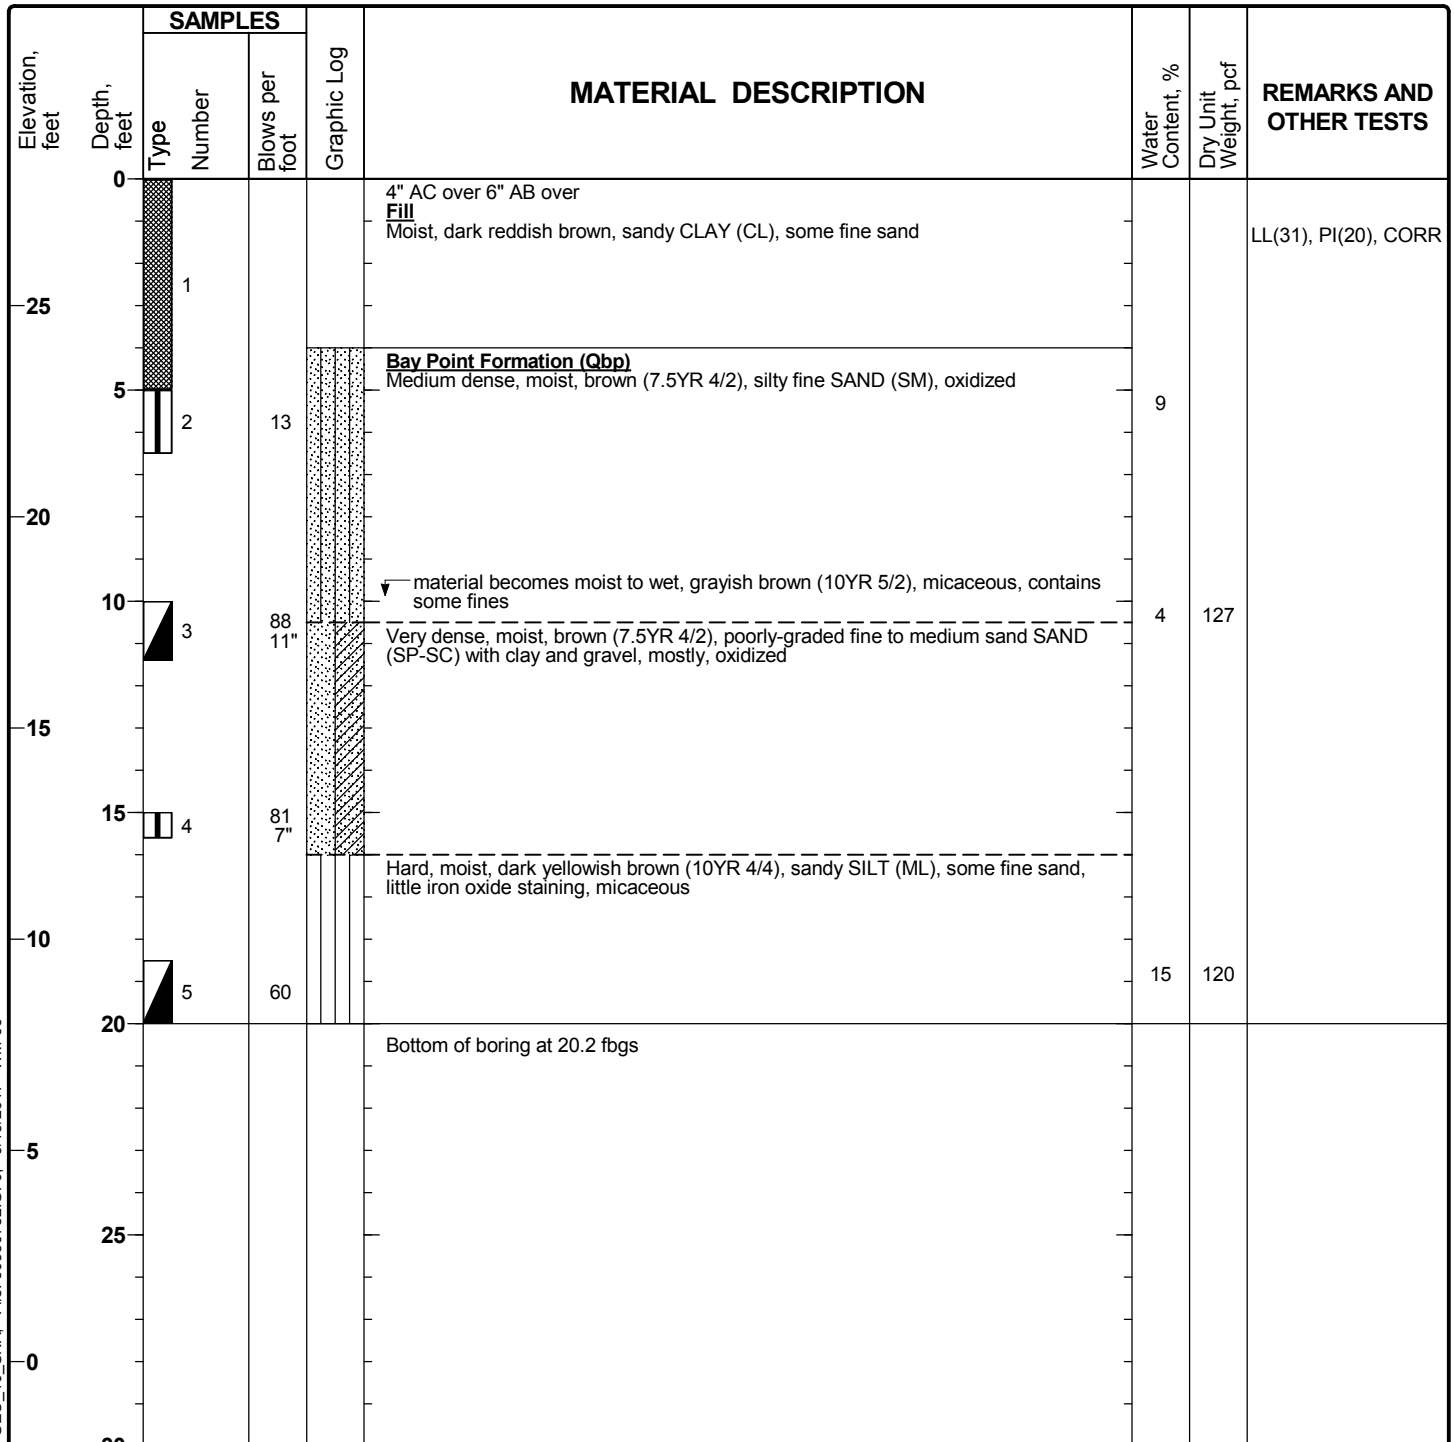 SAMPLES
Elevation,
feet
Depth,
feet
Type
Number
Blows per
foot
Graphic Log
MATERIAL DESCRIPTION
Water
Content, %
Dry Unit
Weight, pcf
REMARKS AND
OTHER TESTS
0
4" AC over 6" AB over
Fill
Moist, dark reddish brown, sandy CLAY (CL), some fine sand
LL(31), PI(20), CORR
1
25
Bay Point Formation (Qbp)
Medium dense, moist, brown (7.5YR 4/2), silty fine SAND (SM), oxidized
5
9
2
13
20
material becomes moist to wet, grayish brown (10YR 5/2), micaceous, contains
some fines
10
3
88
11"
4
127
Very dense, moist, brown (7.5YR 4/2), poorly-graded fine to medium sand SAND
(SP-SC) with clay and gravel, mostly, oxidized
15
15
4
81
7"
Hard, moist, dark yellowish brown (10YR 4/4), sandy SILT (ML), some fine sand,
little iron oxide staining, micaceous
10
15
120
5
60
20
Bottom of boring at 20.2 fbgs
5
25
0